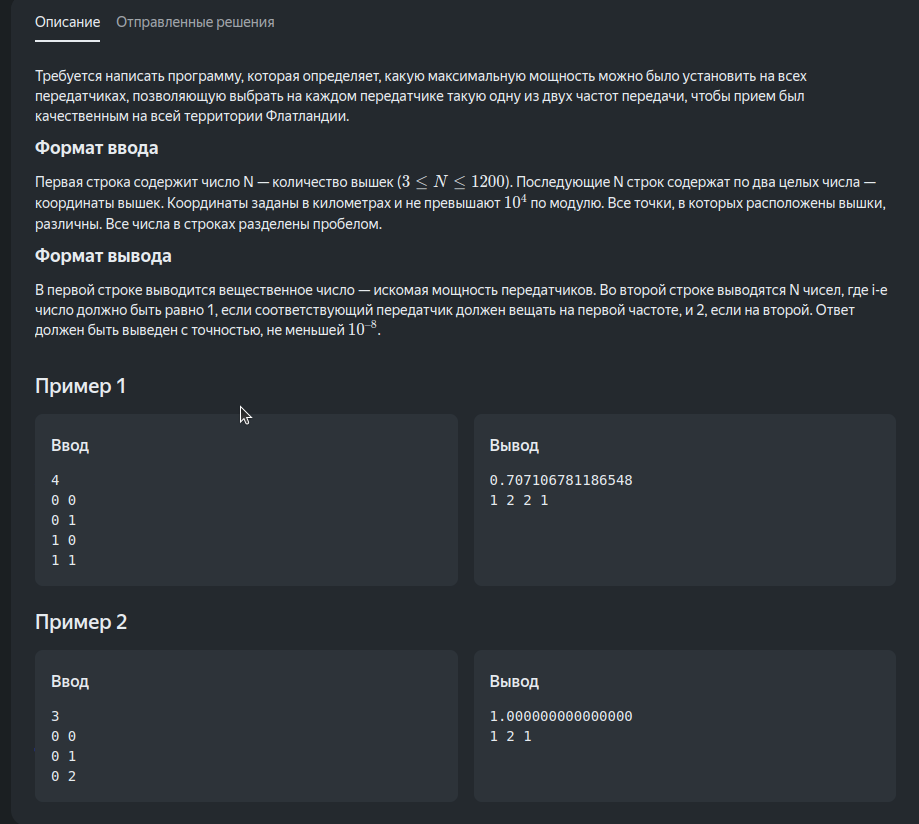 Описание Отправленные решения
Требуется написать программу, которая определяет, какую максимальную мощность можно было установить на всех
передатчиках, позволяющую выбрать на каждом передатчике такую одну из двух частот передачи, чтобы прием был
качественным на всей территории Флатландии.
Формат ввода
Первая строка содержит число N — количество вышек (3 ≤ N ≤ 1200). Последующие N строк содержат по два целых числа —
координаты вышек. Координаты заданы в километрах и не превышают 10⁴ по модулю. Все точки, в которых расположены вышки,
различны. Все числа в строках разделены пробелом.
Формат вывода
В первой строке выводится вещественное число — искомая мощность передатчиков. Во второй строке выводятся N чисел, где i-е
число должно быть равно 1, если соответствующий передатчик должен вещать на первой частоте, и 2, если на второй. Ответ
должен быть выведен с точностью, не меньшей 10⁻⁸.
Пример 1
Ввод
4
0 0
0 1
1 0
1 1
Вывод
0.707106781186548
1 2 2 1
Пример 2
Ввод
3
0 0
0 1
0 2
Вывод
1.000000000000000
1 2 1